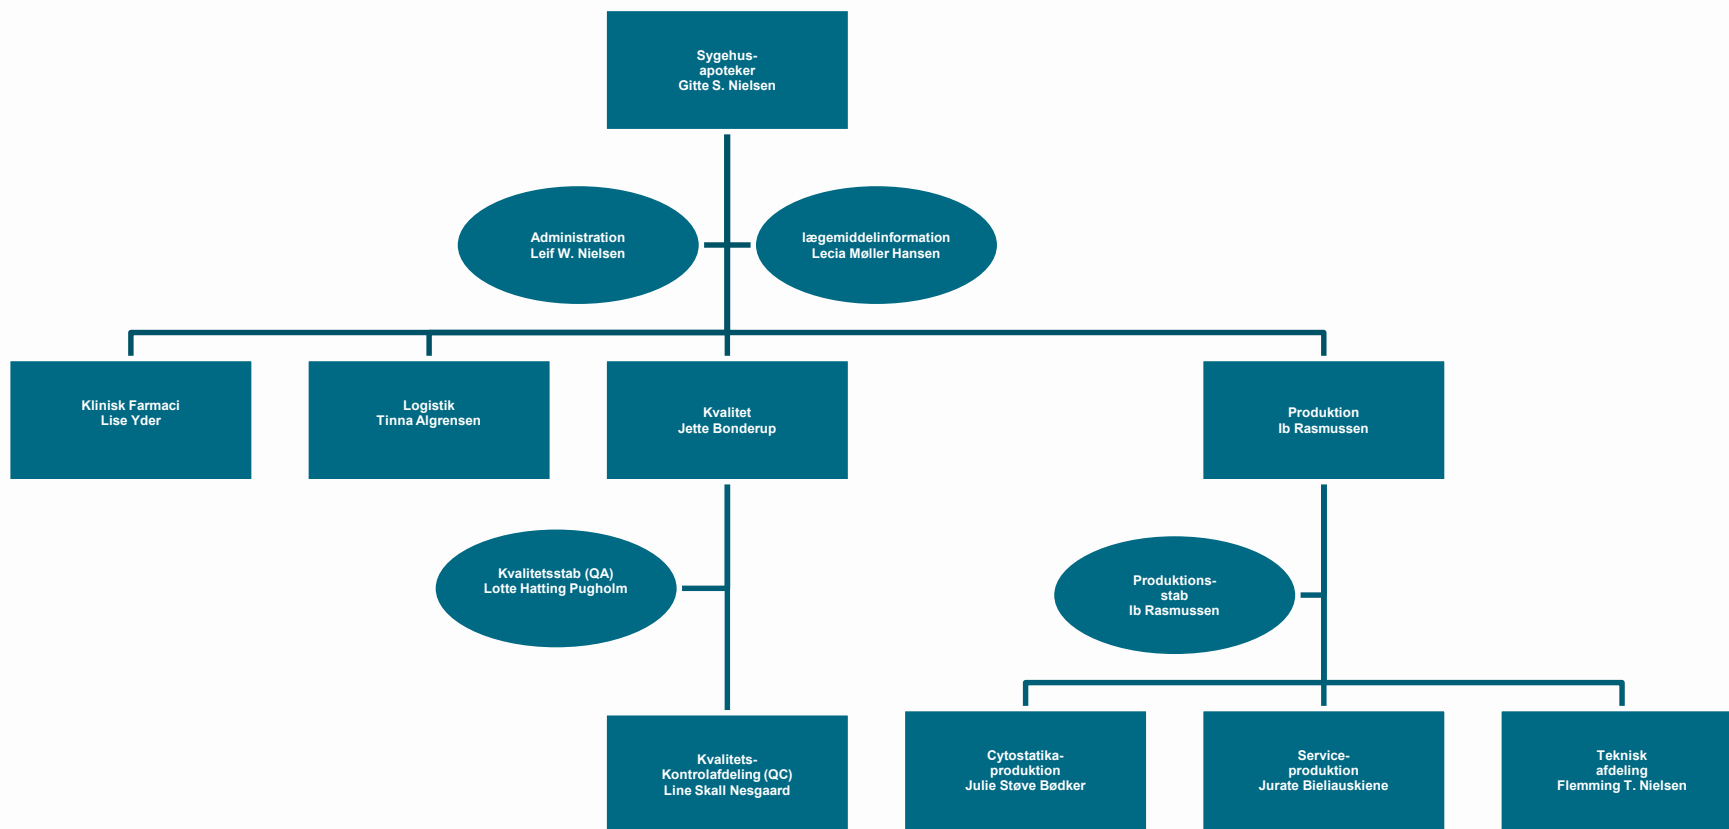 Sygehus-
apoteker
Gitte S. Nielsen
Administration
Leif W. Nielsen
lægemiddelinformation
Lecia Møller Hansen
Klinisk Farmaci
Lise Yder
Logistik
Tinna Algrensen
Kvalitet
Jette Bonderup
Produktion
Ib Rasmussen
Kvalitetsstab (QA)
Lotte Hatting Pugholm
Produktions-
stab
Ib Rasmussen
Kvalitets-
Kontrolafdeling (QC)
Line Skall Nesgaard
Cytostatika-
produktion
Julie Støve Bødker
Service-
produktion
Jurate Bieliauskiene
Teknisk
afdeling
Flemming T. Nielsen